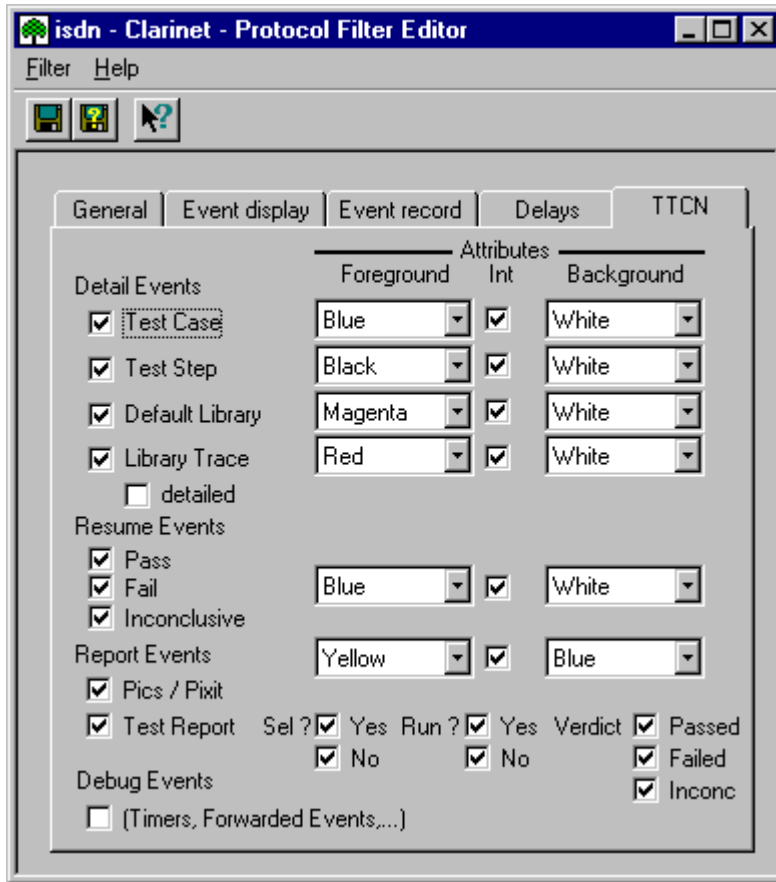 isdn - Clarinet - Protocol Filter Editor
Filter Help
General Event display Event record Delays TTCN
Attributes
Foreground Int Background
Detail Events
Test Case Blue White
Test Step Black White
Default Library Magenta White
Library Trace Red White
detailed
Resume Events
Pass
Fail Blue White
Inconclusive
Report Events Yellow Blue
Pics / Pixit
Test Report Sel ? Yes Run ? Yes Verdict Passed
No No Failed
Debug Events Inconc
(Timers, Forwarded Events,...)